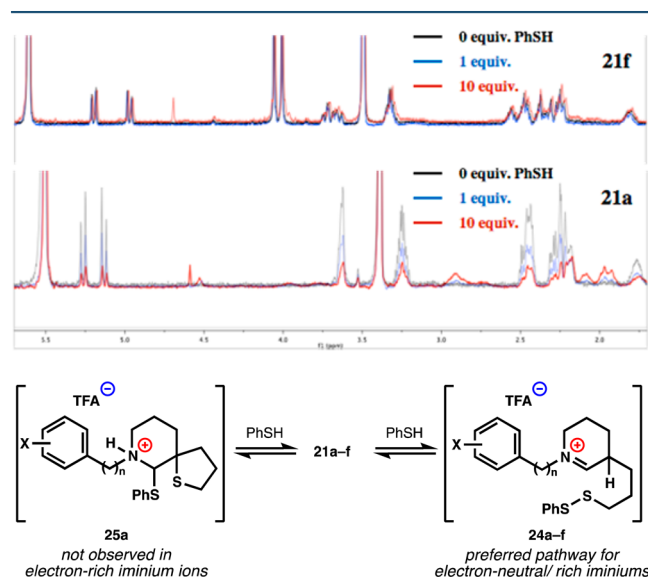 0 equiv. PhSH
1 equiv.
10 equiv.
21f
0 equiv. PhSH
1 equiv.
10 equiv.
21a
5.5 5.0 4.5 4.0 3.5 3.0 2.5 2.0
f1 (ppm)
TFA ⊖
X
H
N ⊕
( )n
PhS
S
25a
not observed in
electron-rich iminium ions
PhSH
21a–f
PhSH
TFA ⊖
X
N ⊕
( )n
H
S
PhS
24a–f
preferred pathway for
electron-neutral/ rich iminiums